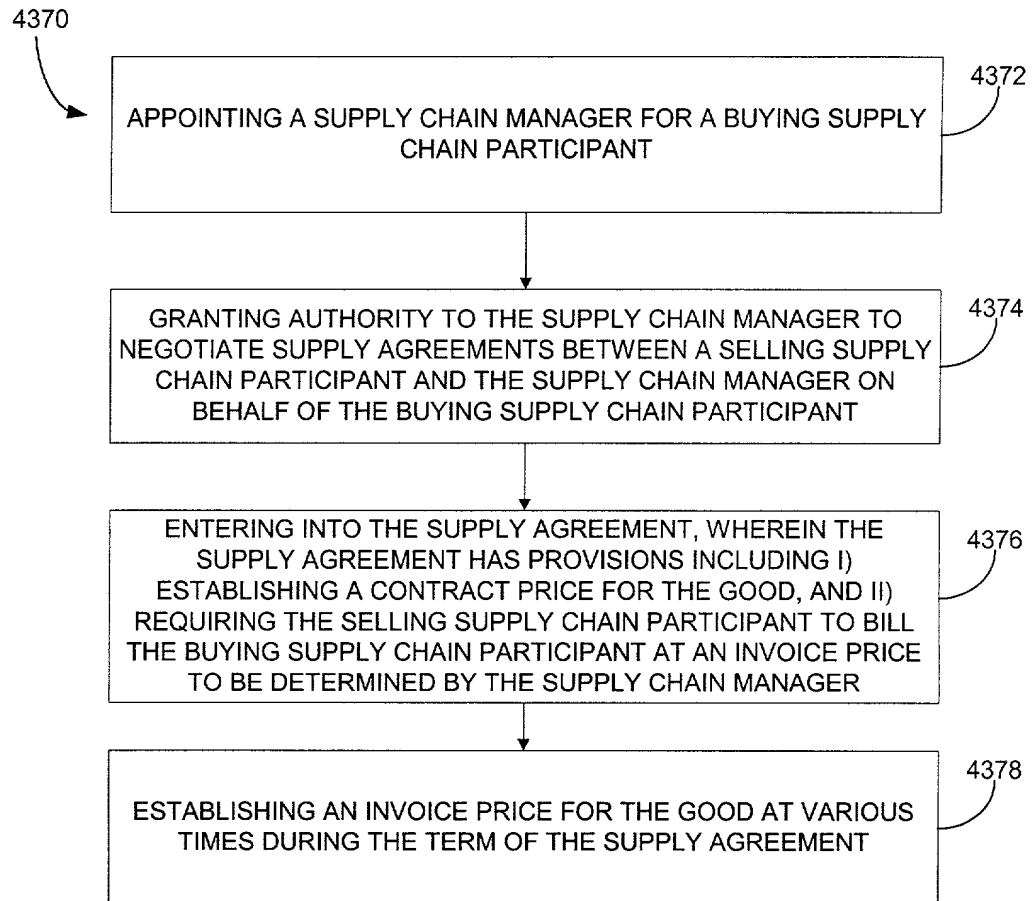 4370
4372
APPOINTING A SUPPLY CHAIN MANAGER FOR A BUYING SUPPLY
CHAIN PARTICIPANT
4374
GRANTING AUTHORITY TO THE SUPPLY CHAIN MANAGER TO
NEGOTIATE SUPPLY AGREEMENTS BETWEEN A SELLING SUPPLY
CHAIN PARTICIPANT AND THE SUPPLY CHAIN MANAGER ON
BEHALF OF THE BUYING SUPPLY CHAIN PARTICIPANT
4376
ENTERING INTO THE SUPPLY AGREEMENT, WHEREIN THE
SUPPLY AGREEMENT HAS PROVISIONS INCLUDING I)
ESTABLISHING A CONTRACT PRICE FOR THE GOOD, AND II)
REQUIRING THE SELLING SUPPLY CHAIN PARTICIPANT TO BILL
THE BUYING SUPPLY CHAIN PARTICIPANT AT AN INVOICE PRICE
TO BE DETERMINED BY THE SUPPLY CHAIN MANAGER
4378
ESTABLISHING AN INVOICE PRICE FOR THE GOOD AT VARIOUS
TIMES DURING THE TERM OF THE SUPPLY AGREEMENT